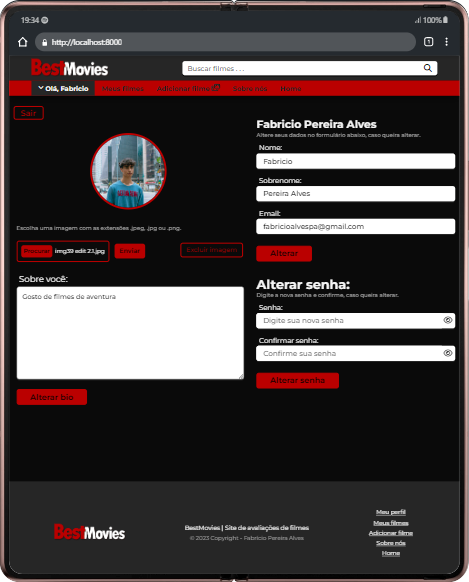 19:34
100%
http://localhost:8000
1
BestMovies
Buscar filmes . . .
Olá, Fabricio
Meus filmes
Adicionar filme
Sobre nós
Home
Sair
Escolha uma imagem com as extensões .jpeg, .jpg ou .png.
Procurar
img39 edit 2.1.jpg
Enviar
Excluir imagem
Sobre você:
Gosto de filmes de aventura
Alterar bio
Fabricio Pereira Alves
Altere seus dados no formulário abaixo, caso queira alterar.
Nome:
Fabricio
Sobrenome:
Pereira Alves
Email:
fabricioalvespa@gmail.com
Alterar
Alterar senha:
Digite a nova senha e confirme, caso queira alterar.
Senha:
Digite sua nova senha
Confirmar senha:
Confirme sua senha
Alterar senha
BestMovies
BestMovies | Site de avaliações de filmes
© 2023 Copyright - Fabricio Pereira Alves
Meu perfil
Meus filmes
Adicionar filme
Sobre nós
Home